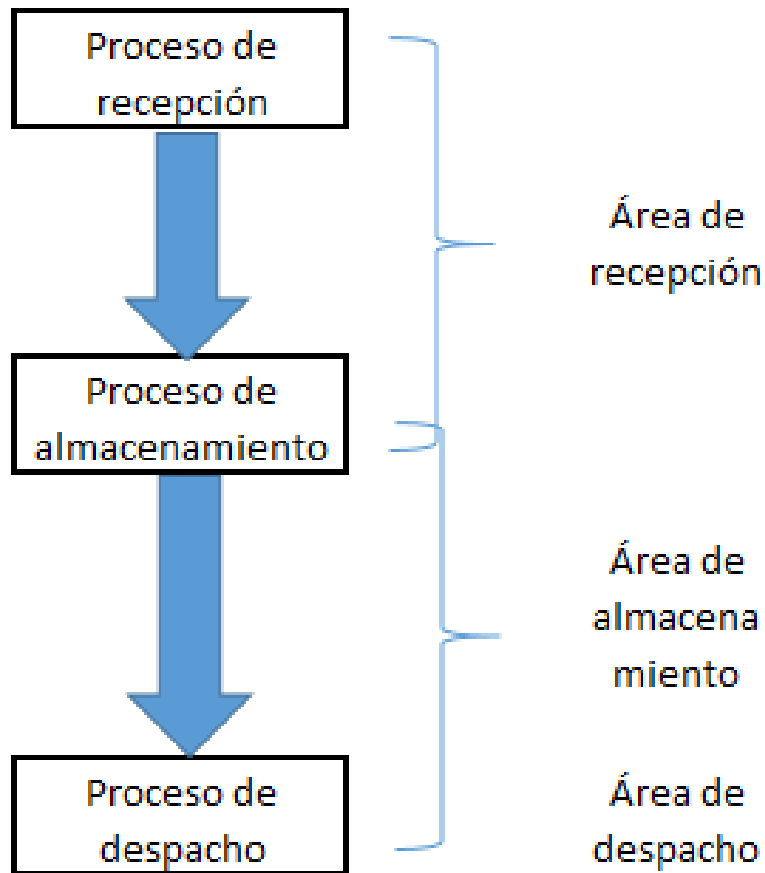 Proceso de
recepción
Área de
recepción
Proceso de
almacenamiento
Área de
almacena
miento
Proceso de
despacho
Área de
despacho